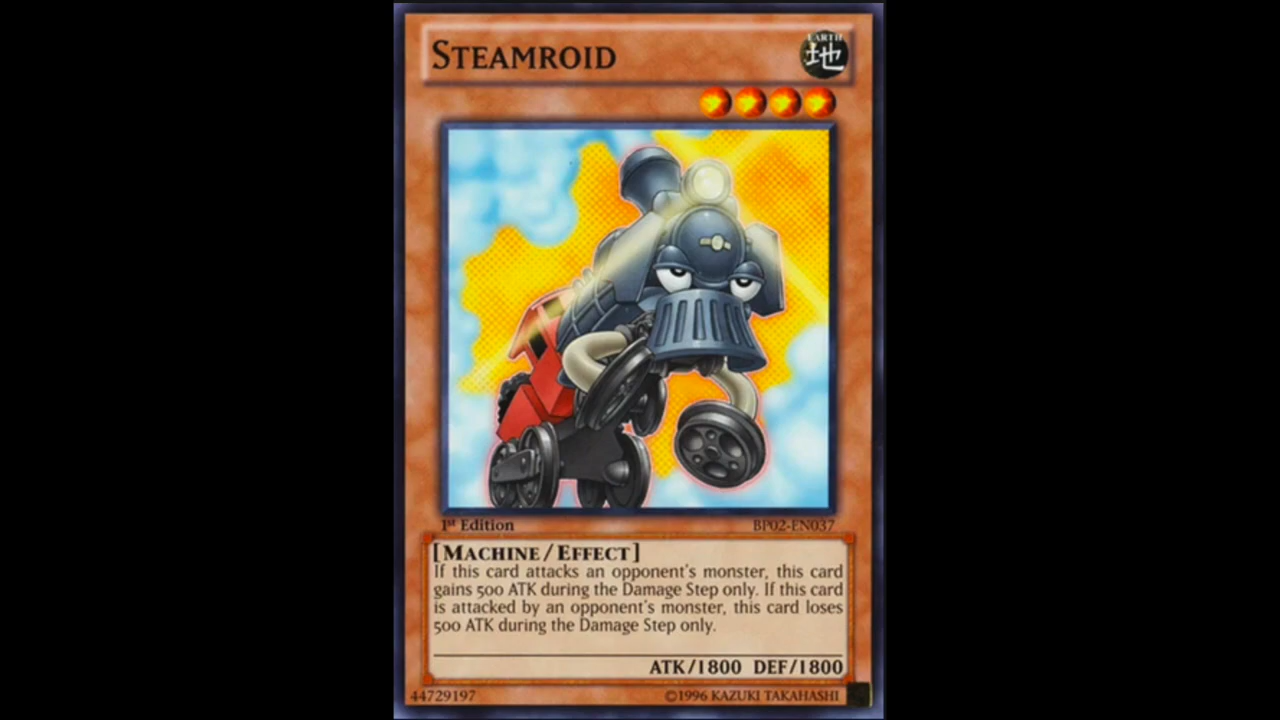 STEAMROID
EARTH
地
1st Edition
BP02-EN037
[MACHINE/EFFECT]
If this card attacks an opponent's monster, this card
gains 500 ATK during the Damage Step only. If this card
is attacked by an opponent's monster, this card loses
500 ATK during the Damage Step only.
ATK/1800 DEF/1800
44729197
©1996 KAZUKI TAKAHASHI